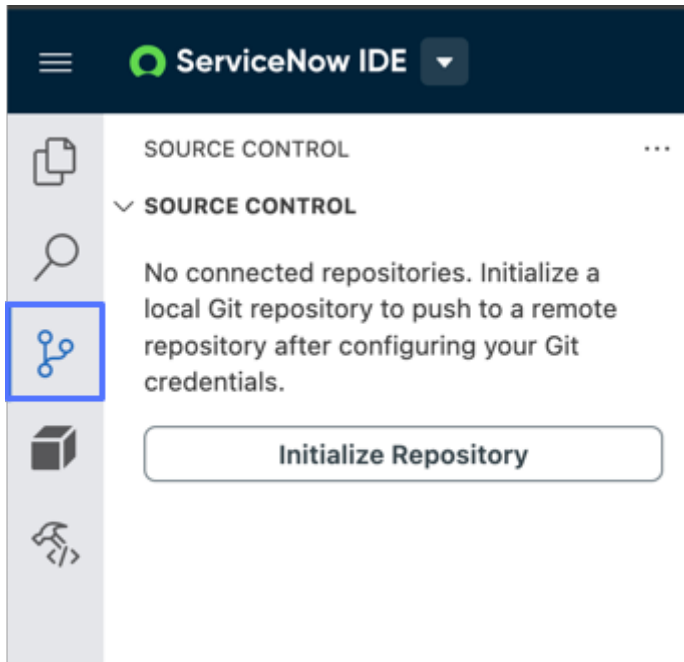 ServiceNow IDE
SOURCE CONTROL
SOURCE CONTROL
No connected repositories. Initialize a
local Git repository to push to a remote
repository after configuring your Git
credentials.
Initialize Repository